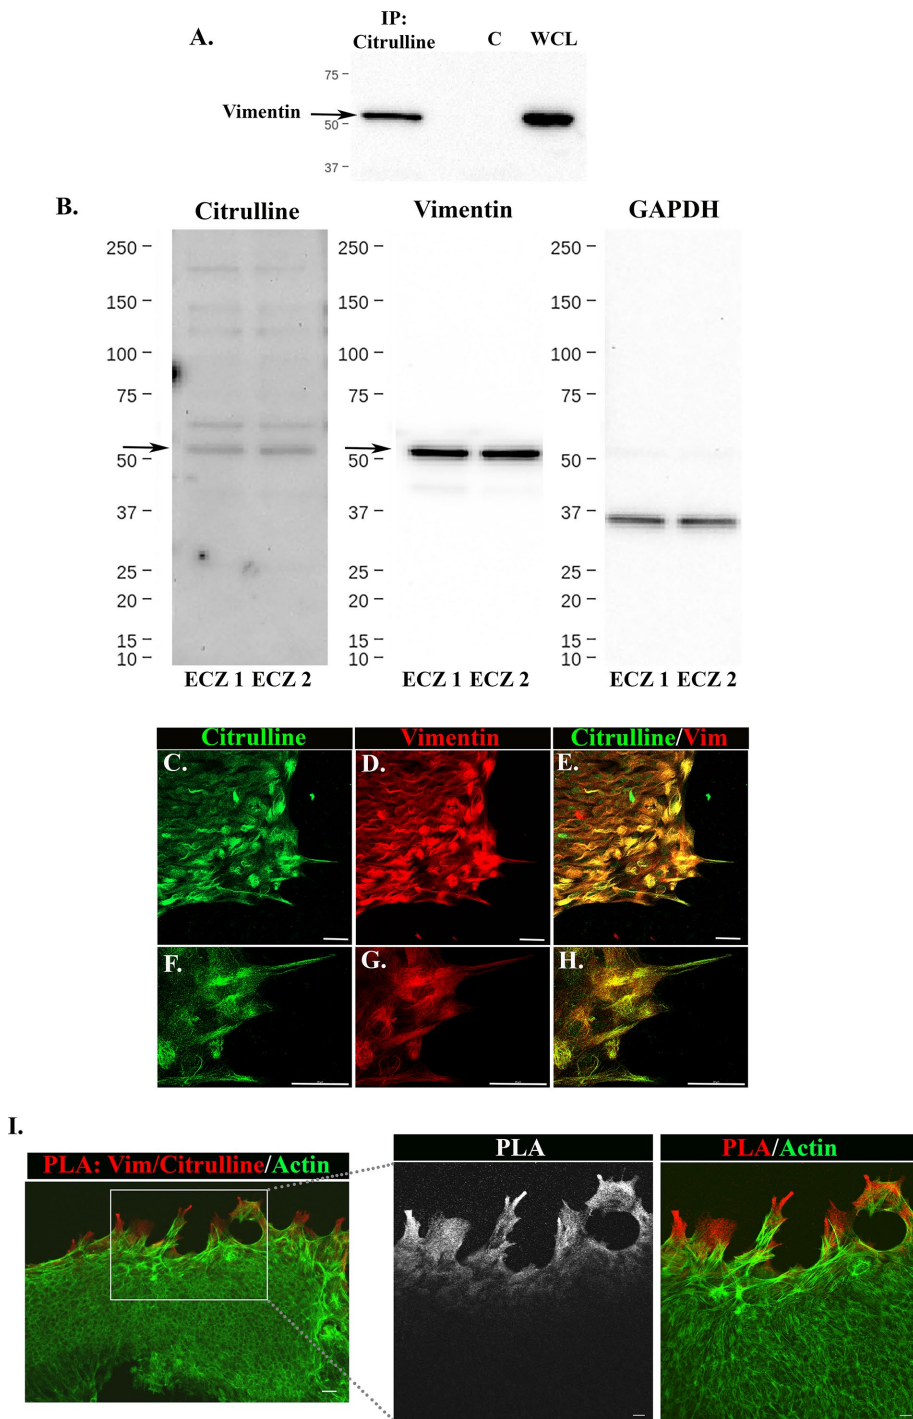 A.
IP:
Citrulline
C
WCL
75
Vimentin
50
37
B.
Citrulline
Vimentin
GAPDH
250
150
100
75
50
37
25
20
15
10
250
150
100
75
50
37
25
20
15
10
250
150
100
75
50
37
25
20
15
10
ECZ 1 ECZ 2
ECZ 1 ECZ 2
ECZ 1 ECZ 2
Citrulline
Vimentin
Citrulline/Vim
C.
D.
E.
F.
G.
H.
I.
PLA: Vim/Citrulline/Actin
PLA
PLA/Actin